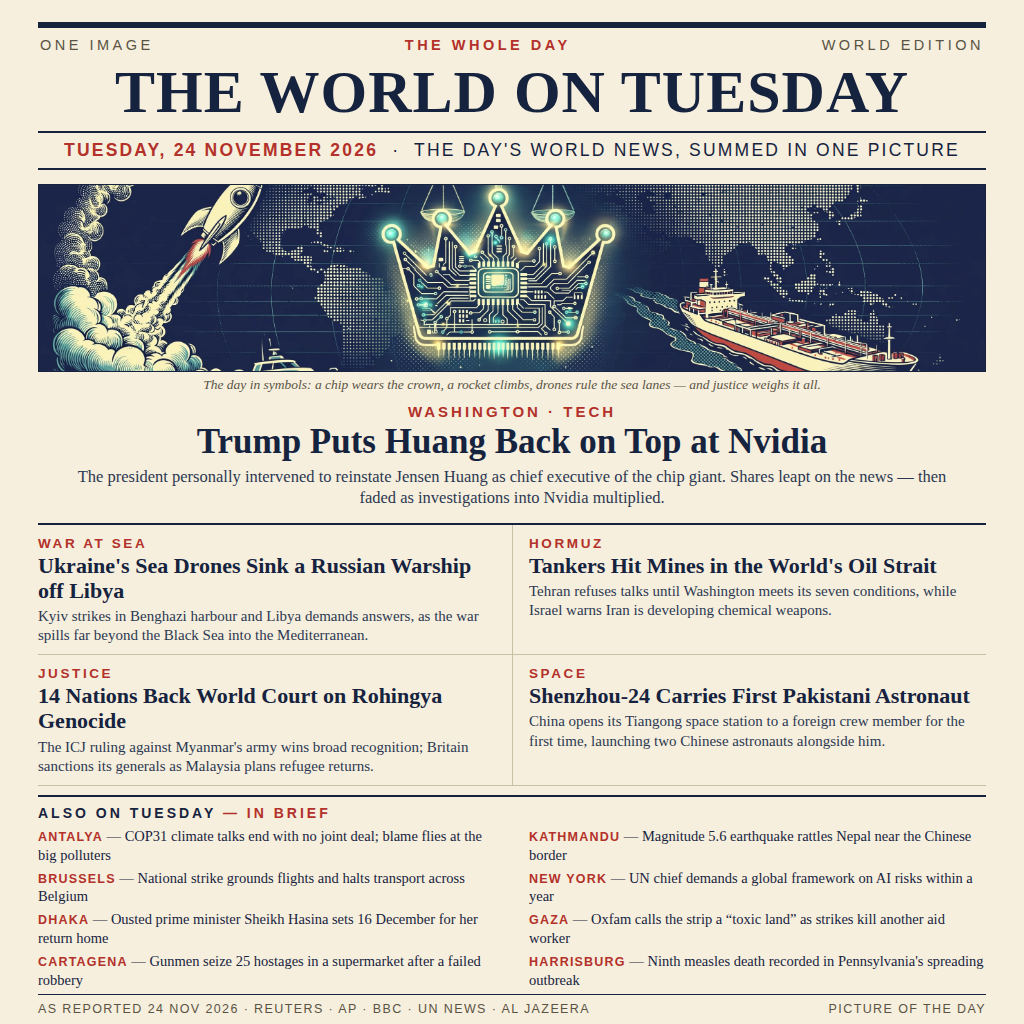 ONE IMAGE
THE WHOLE DAY
WORLD EDITION
THE WORLD ON TUESDAY
TUESDAY, 24 NOVEMBER 2026 · THE DAY'S WORLD NEWS, SUMMED IN ONE PICTURE
The day in symbols: a chip wears the crown, a rocket climbs, drones rule the sea lanes — and justice weighs it all.
WASHINGTON · TECH
Trump Puts Huang Back on Top at Nvidia
The president personally intervened to reinstate Jensen Huang as chief executive of the chip giant. Shares leapt on the news — then
faded as investigations into Nvidia multiplied.
WAR AT SEA
Ukraine's Sea Drones Sink a Russian Warship
off Libya
Kyiv strikes in Benghazi harbour and Libya demands answers, as the war
spills far beyond the Black Sea into the Mediterranean.
HORMUZ
Tankers Hit Mines in the World's Oil Strait
Tehran refuses talks until Washington meets its seven conditions, while
Israel warns Iran is developing chemical weapons.
JUSTICE
14 Nations Back World Court on Rohingya
Genocide
The ICJ ruling against Myanmar's army wins broad recognition; Britain
sanctions its generals as Malaysia plans refugee returns.
SPACE
Shenzhou-24 Carries First Pakistani Astronaut
China opens its Tiangong space station to a foreign crew member for the
first time, launching two Chinese astronauts alongside him.
ALSO ON TUESDAY — IN BRIEF
ANTALYA — COP31 climate talks end with no joint deal; blame flies at the
big polluters
BRUSSELS — National strike grounds flights and halts transport across
Belgium
DHAKA — Ousted prime minister Sheikh Hasina sets 16 December for her
return home
CARTAGENA — Gunmen seize 25 hostages in a supermarket after a failed
robbery
KATHMANDU — Magnitude 5.6 earthquake rattles Nepal near the Chinese
border
NEW YORK — UN chief demands a global framework on AI risks within a
year
GAZA — Oxfam calls the strip a “toxic land” as strikes kill another aid
worker
HARRISBURG — Ninth measles death recorded in Pennsylvania's spreading
outbreak
AS REPORTED 24 NOV 2026 · REUTERS · AP · BBC · UN NEWS · AL JAZEERA
PICTURE OF THE DAY